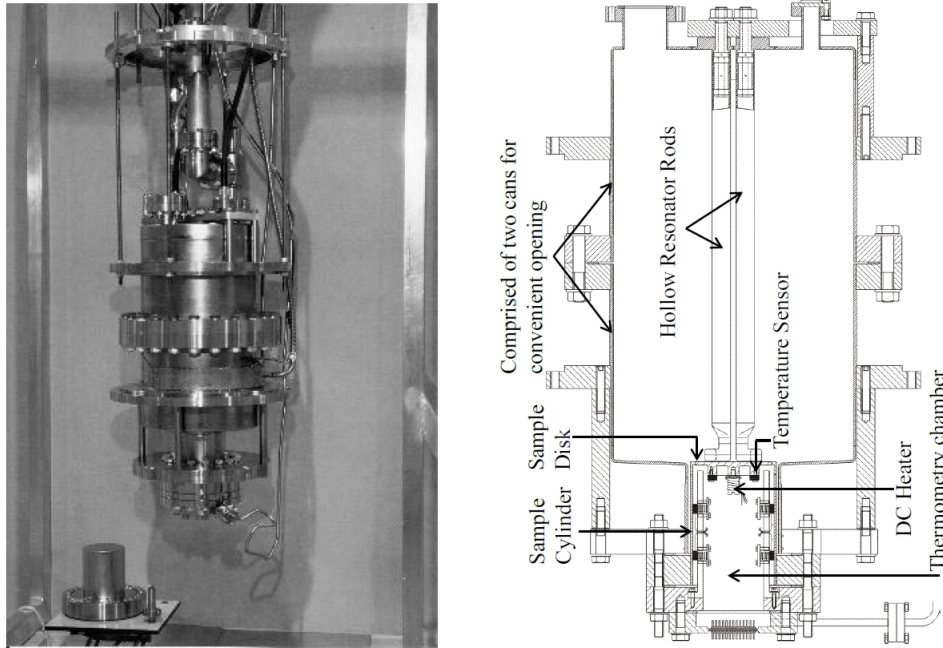 Comprised of two cans for
convenient opening
Hollow Resonator Rods
Temperature Sensor
Sample
Disk
Sample
Cylinder
DC Heater
Thermometry chamber